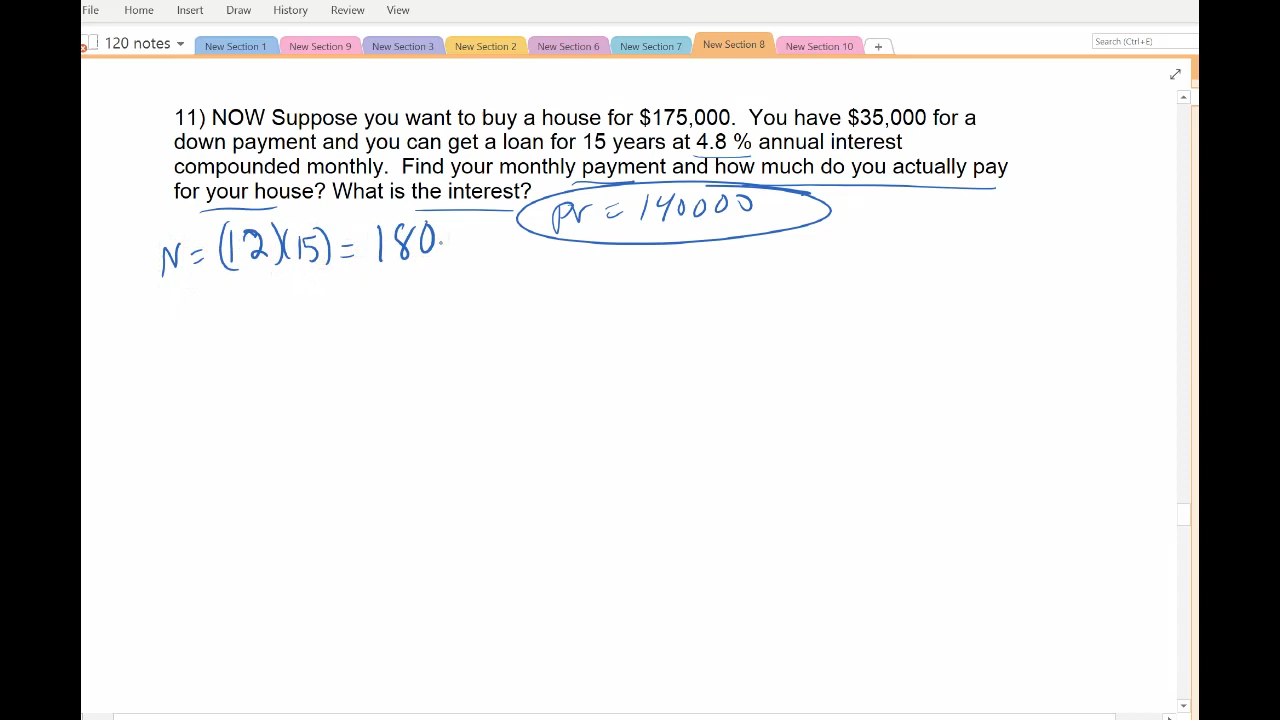 File Home Insert Draw History Review View
120 notes New Section 1 New Section 9 New Section 3 New Section 2 New Section 6 New Section 7 New Section 8 New Section 10 + Search (Ctrl+E)
11) NOW Suppose you want to buy a house for $175,000. You have $35,000 for a
down payment and you can get a loan for 15 years at 4.8 % annual interest
compounded monthly. Find your monthly payment and how much do you actually pay
for your house? What is the interest?
PV = 140000
N = (12)(15) = 180